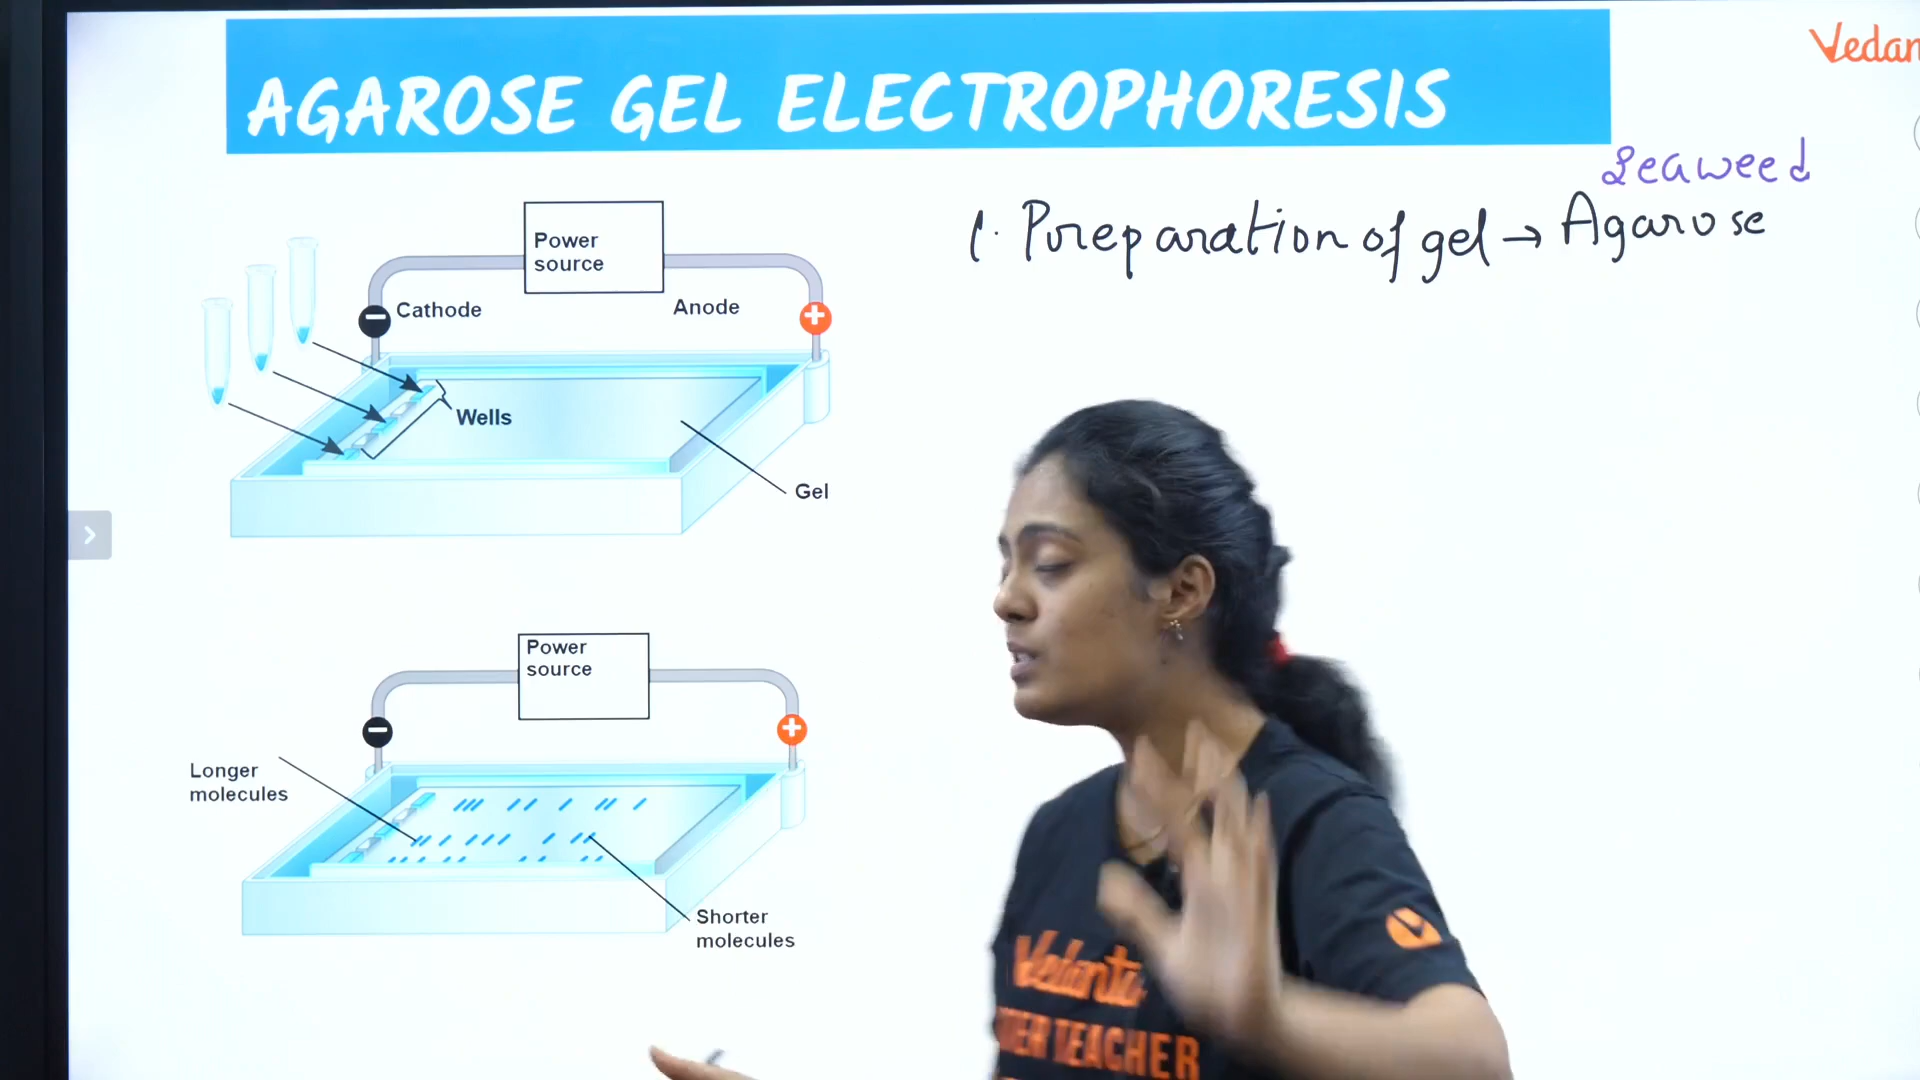 AGAROSE GEL ELECTROPHORESIS
Vedan
Seaweed
1. Preparation of gel → Agarose
Power
source
Cathode
Anode
Wells
Gel
Power
source
Longer
molecules
Shorter
molecules
Vedantu
TEACHER